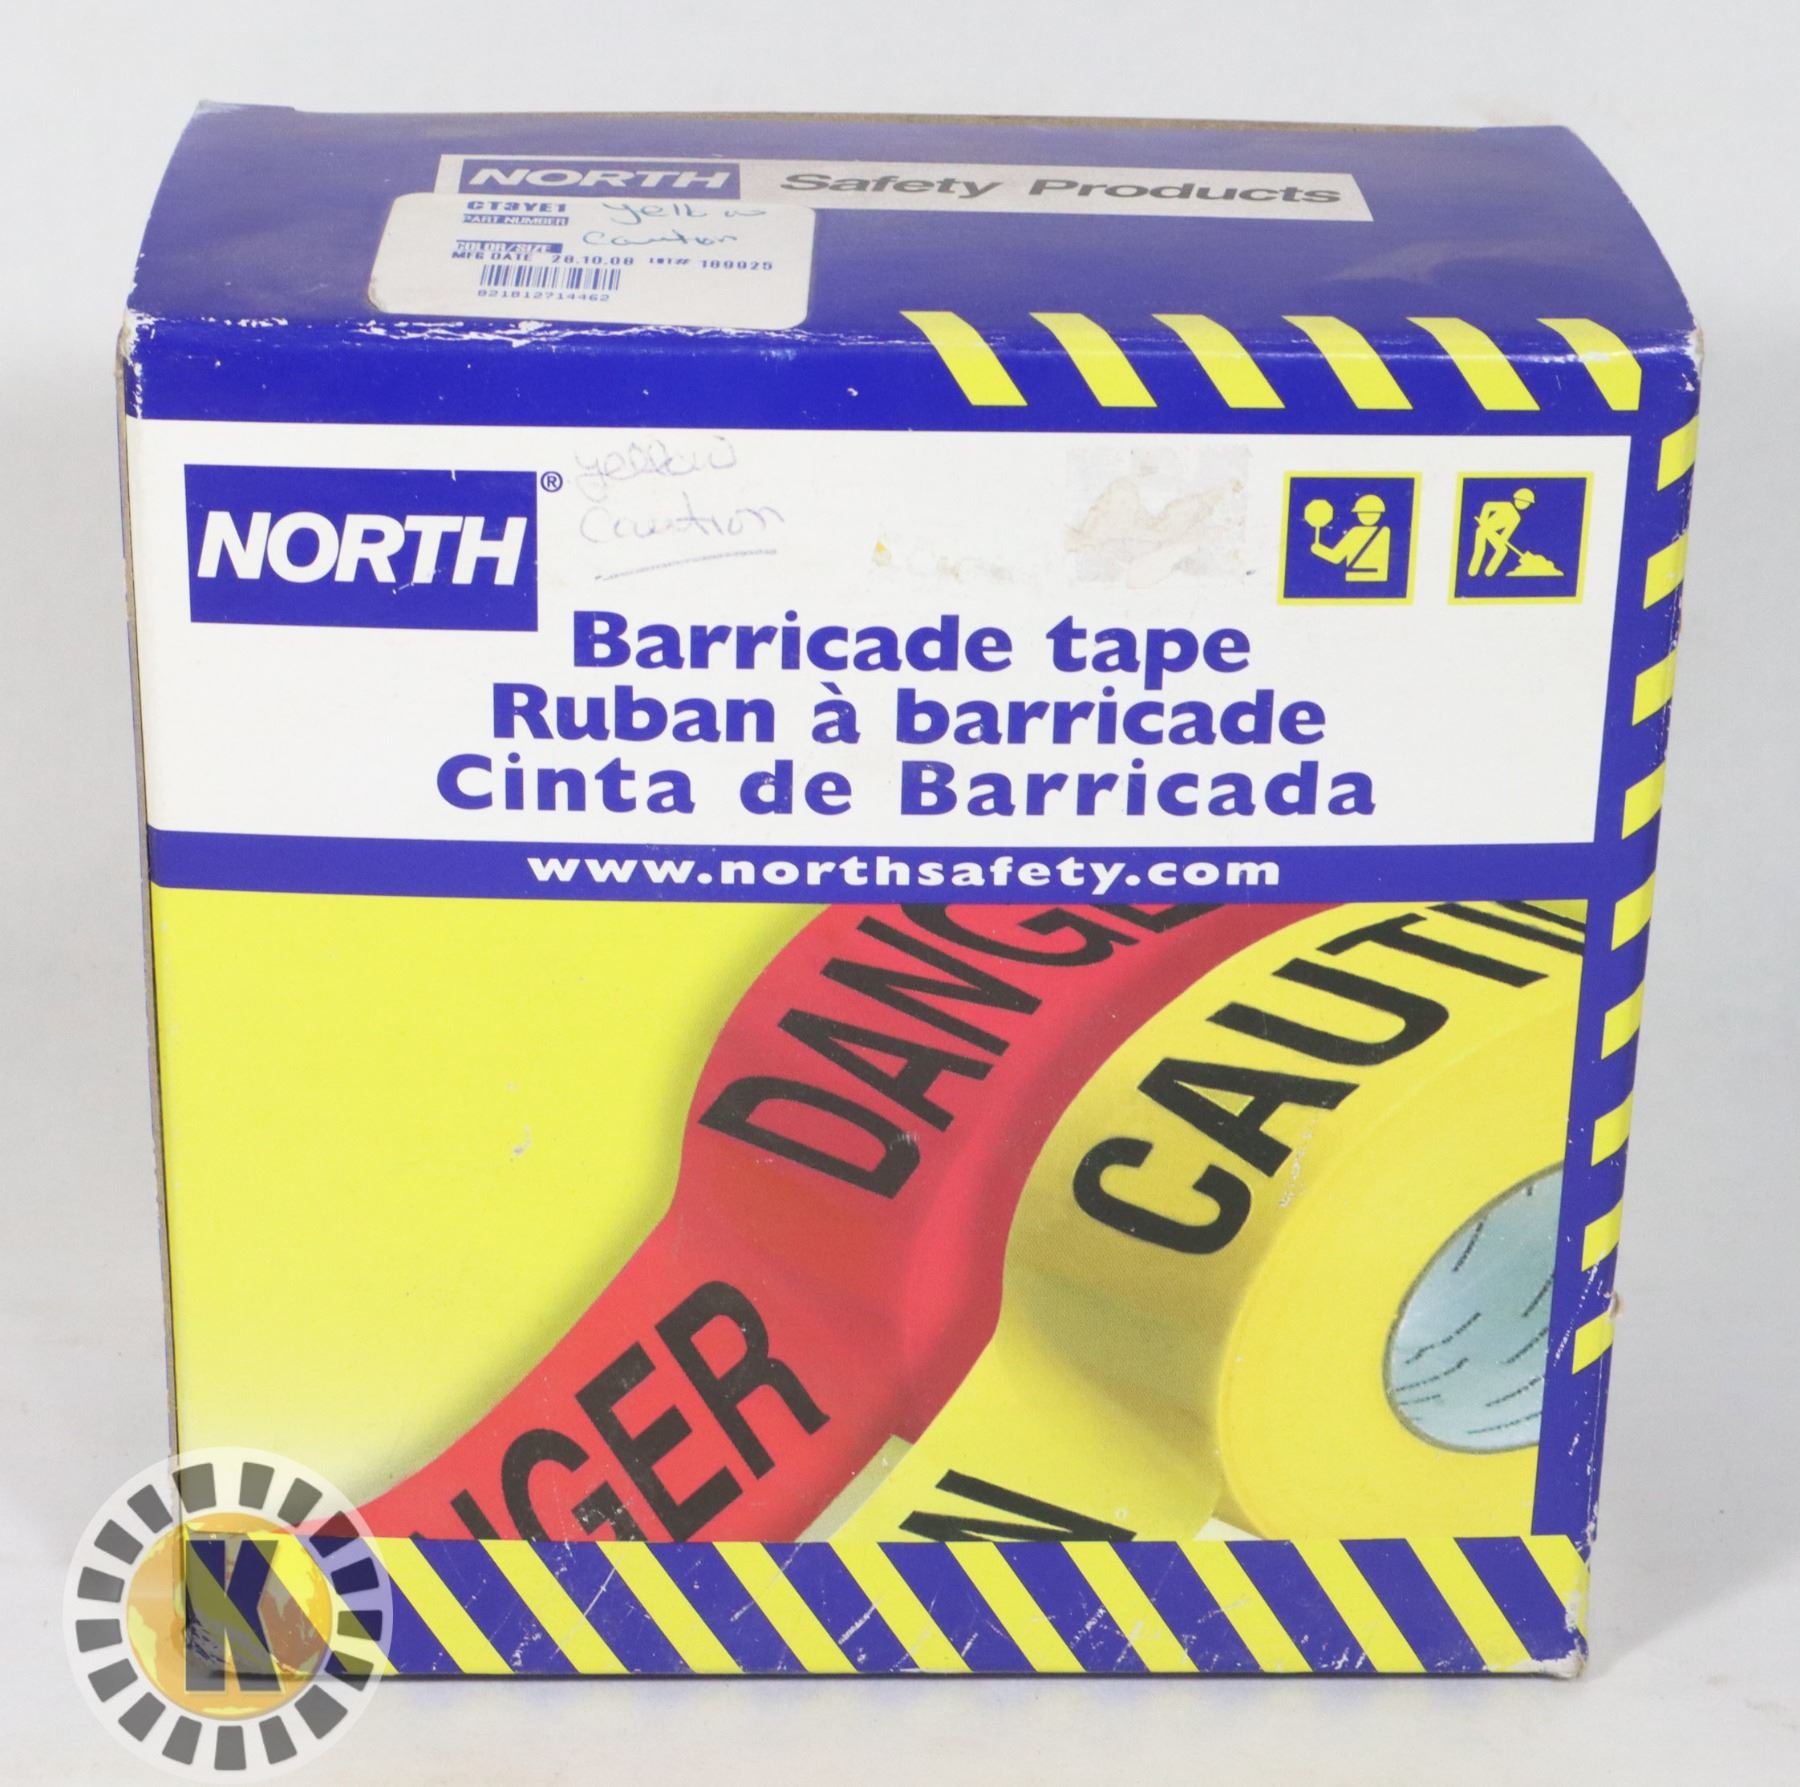 NORTH Safety Products
CT3YE1 yellow
PART NUMBER
caution
COLOR/SIZE
MFG DATE 28.10.08 LOT# 189925
821812714462
NORTH®
yellow
caution
Barricade tape
Ruban à barricade
Cinta de Barricada
www.northsafety.com
DANGE
CAUTI
NGER
N
K